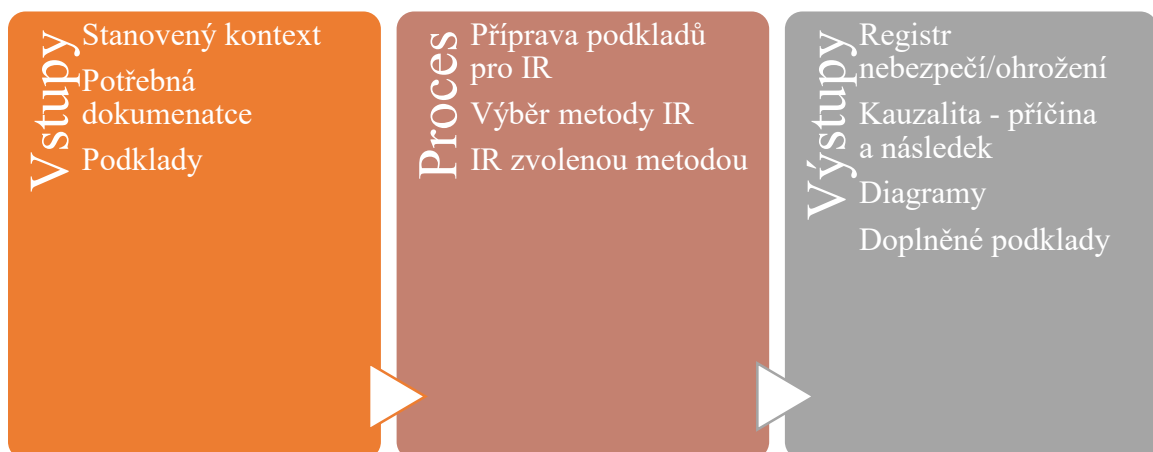 Vstupy
Stanovený kontext
Potřebná
dokumenatce
Podklady
Proces
Příprava podkladů
pro IR
Výběr metody IR
IR zvolenou metodou
Výstupy
Registr
nebezpečí/ohrožení
Kauzalita - příčina
a následek
Diagramy
Doplněné podklady